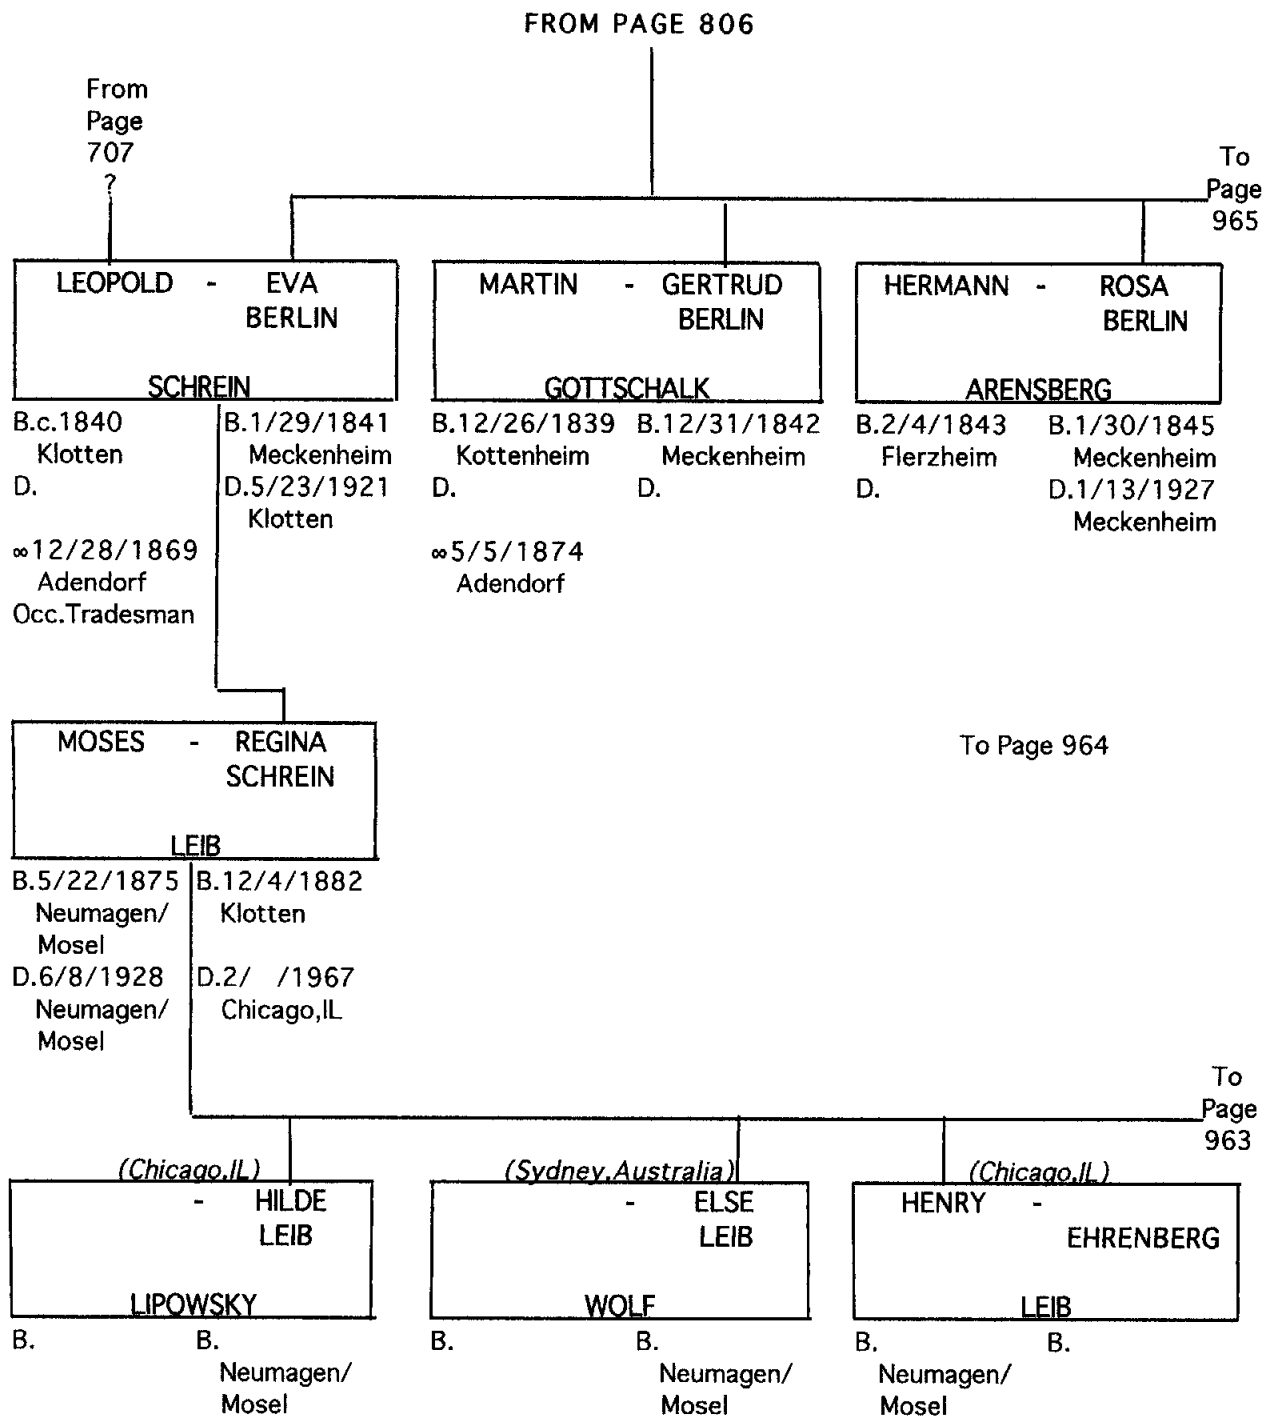 FROM PAGE 806
From
Page
707
?
To
Page
965
LEOPOLD - EVA
BERLIN
SCHREIN
B.c.1840
Klotten
D.
∞12/28/1869
Adendorf
Occ.Tradesman
B.1/29/1841
Meckenheim
D.5/23/1921
Klotten
MARTIN - GERTRUD
BERLIN
GOTTSCHALK
B.12/26/1839
Kottenheim
D.
∞5/5/1874
Adendorf
B.12/31/1842
Meckenheim
D.
HERMANN - ROSA
BERLIN
ARENSBERG
B.2/4/1843
Flerzheim
D.
B.1/30/1845
Meckenheim
D.1/13/1927
Meckenheim
MOSES - REGINA
SCHREIN
LEIB
B.5/22/1875
Neumagen/
Mosel
D.6/8/1928
Neumagen/
Mosel
B.12/4/1882
Klotten
D.2/ /1967
Chicago,IL
To Page 964
To
Page
963
(Chicago,IL)
- HILDE
LEIB
LIPOWSKY
B.
B.
Neumagen/
Mosel
(Sydney,Australia)
- ELSE
LEIB
WOLF
B.
B.
Neumagen/
Mosel
(Chicago,IL)
HENRY -
EHRENBERG
LEIB
B.
Neumagen/
Mosel
B.